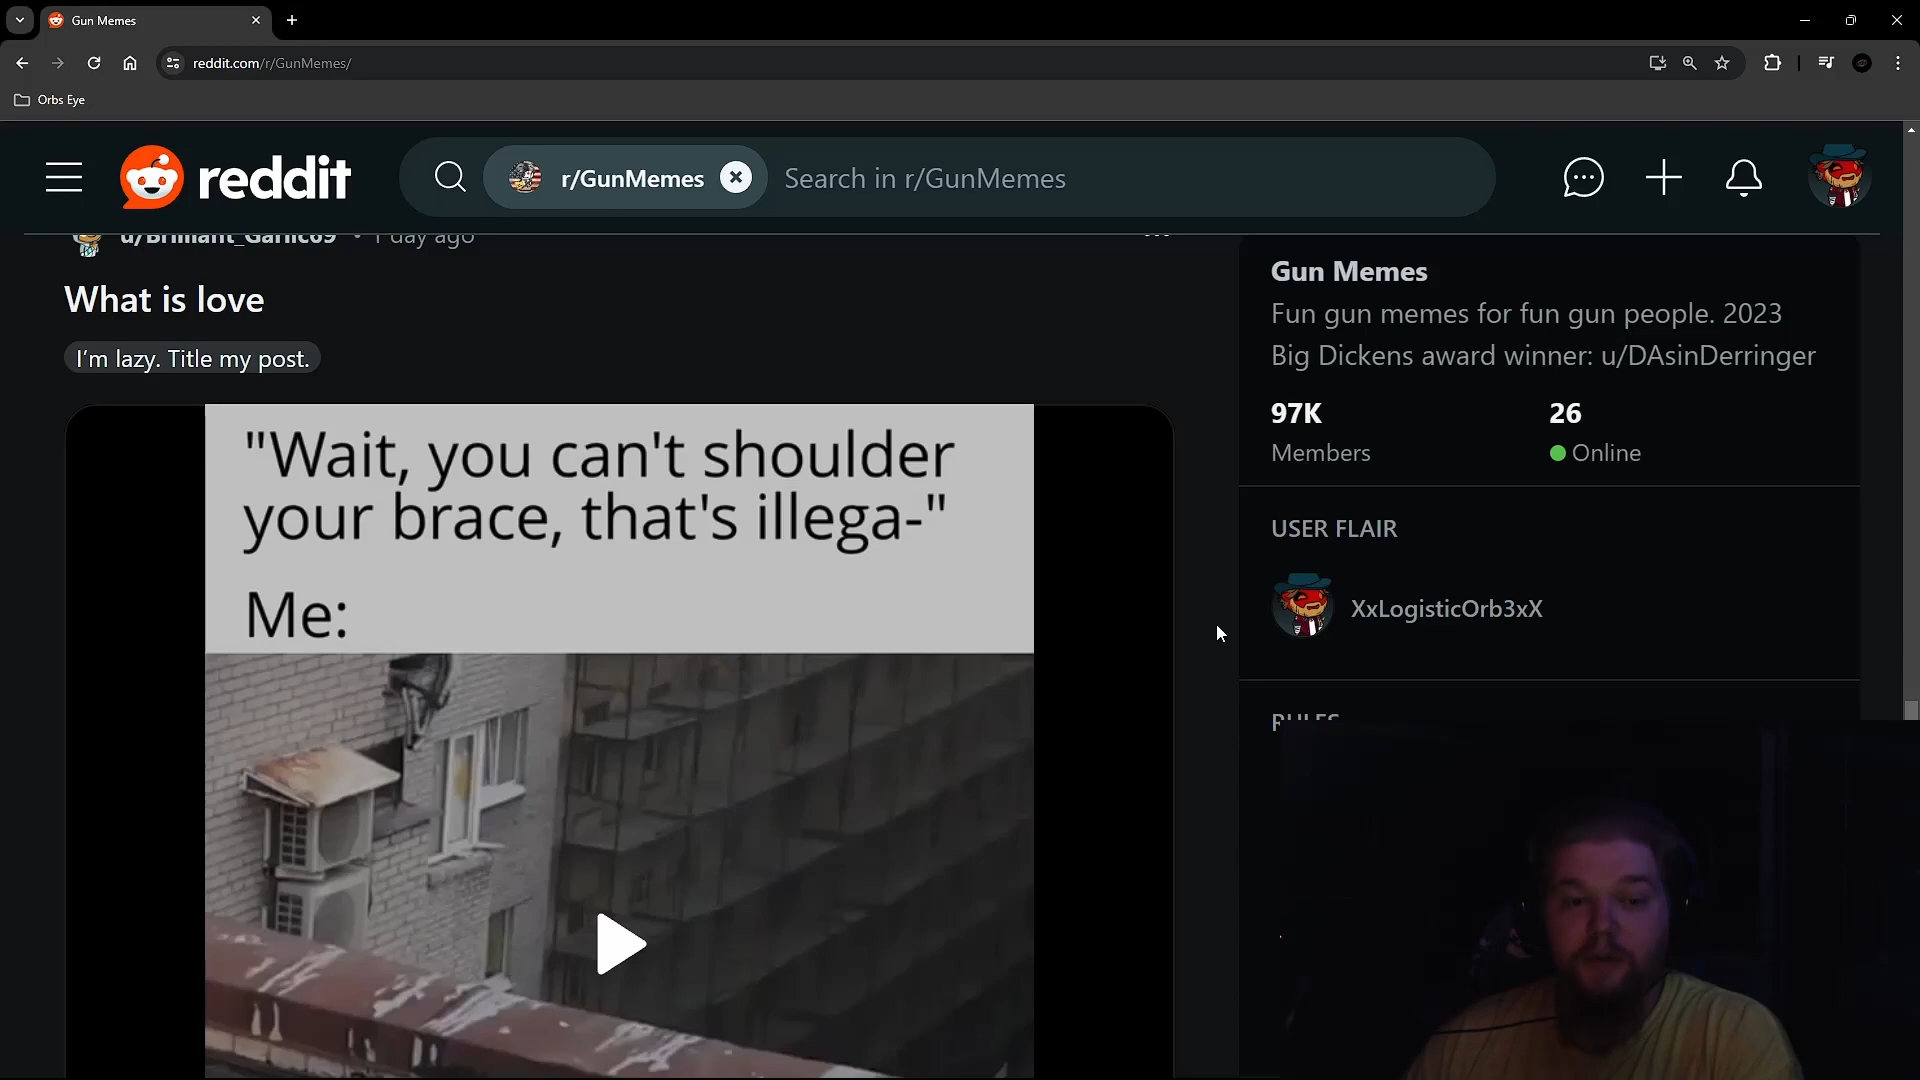 Gun Memes
reddit.com/r/GunMemes/
Orbs Eye
reddit
r/GunMemes
Search in r/GunMemes
u/Brilliant_Garlic69 • 1 day ago
What is love
I'm lazy. Title my post.
"Wait, you can't shoulder
your brace, that's illega-"
Me:
Gun Memes
Fun gun memes for fun gun people. 2023
Big Dickens award winner: u/DAsinDerringer
97K
26
Members
Online
USER FLAIR
XxLogisticOrb3xX
RULES